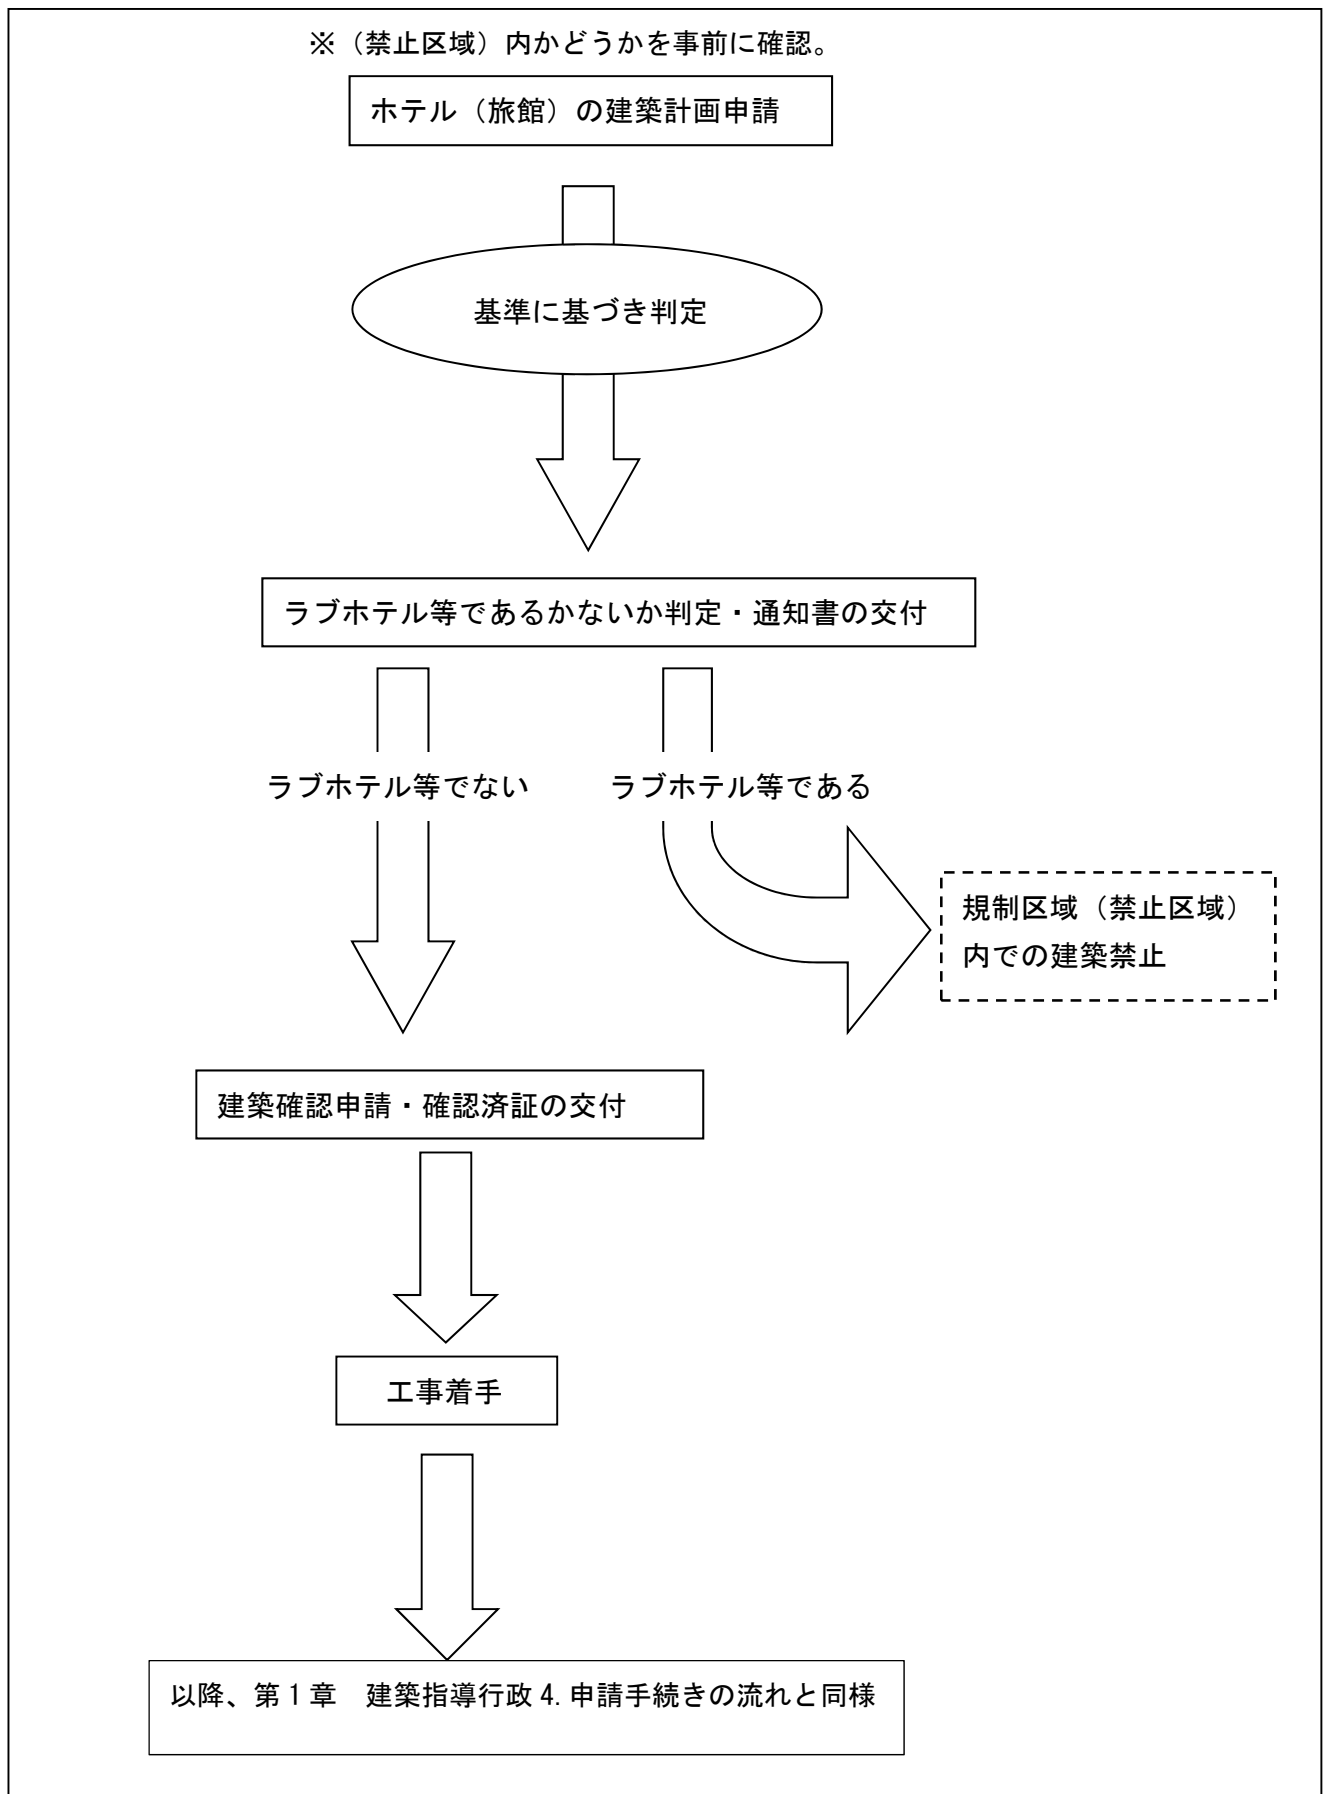 ※（禁止区域）内かどうかを事前に確認。
ホテル（旅館）の建築計画申請
基準に基づき判定
ラブホテル等であるかないか判定・通知書の交付
ラブホテル等でない
ラブホテル等である
規制区域（禁止区域）
内での建築禁止
建築確認申請・確認済証の交付
工事着手
以降、第1章　建築指導行政4.申請手続きの流れと同様